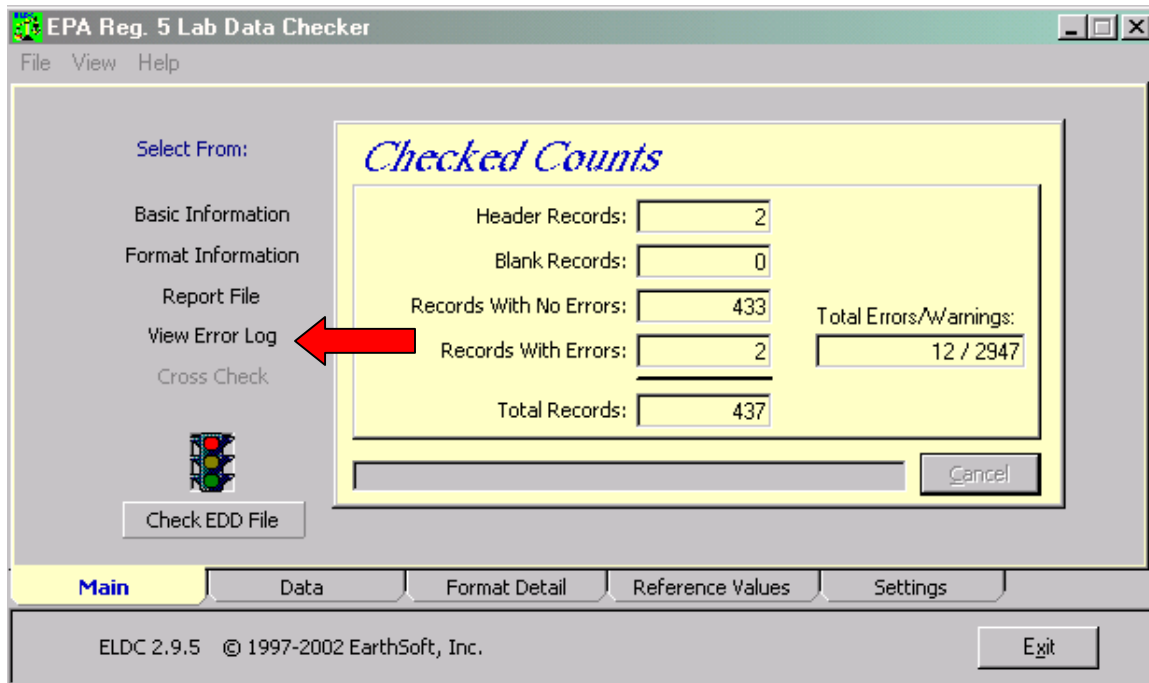 EPA Reg. 5 Lab Data Checker
File View Help
Select From:
Basic Information
Format Information
Report File
View Error Log
Cross Check
Check EDD File
Checked Counts
Header Records: 2
Blank Records: 0
Records With No Errors: 433
Records With Errors: 2
Total Records: 437
Total Errors/Warnings:
12 / 2947
Cancel
Main Data Format Detail Reference Values Settings
ELDC 2.9.5 © 1997-2002 EarthSoft, Inc.
Exit